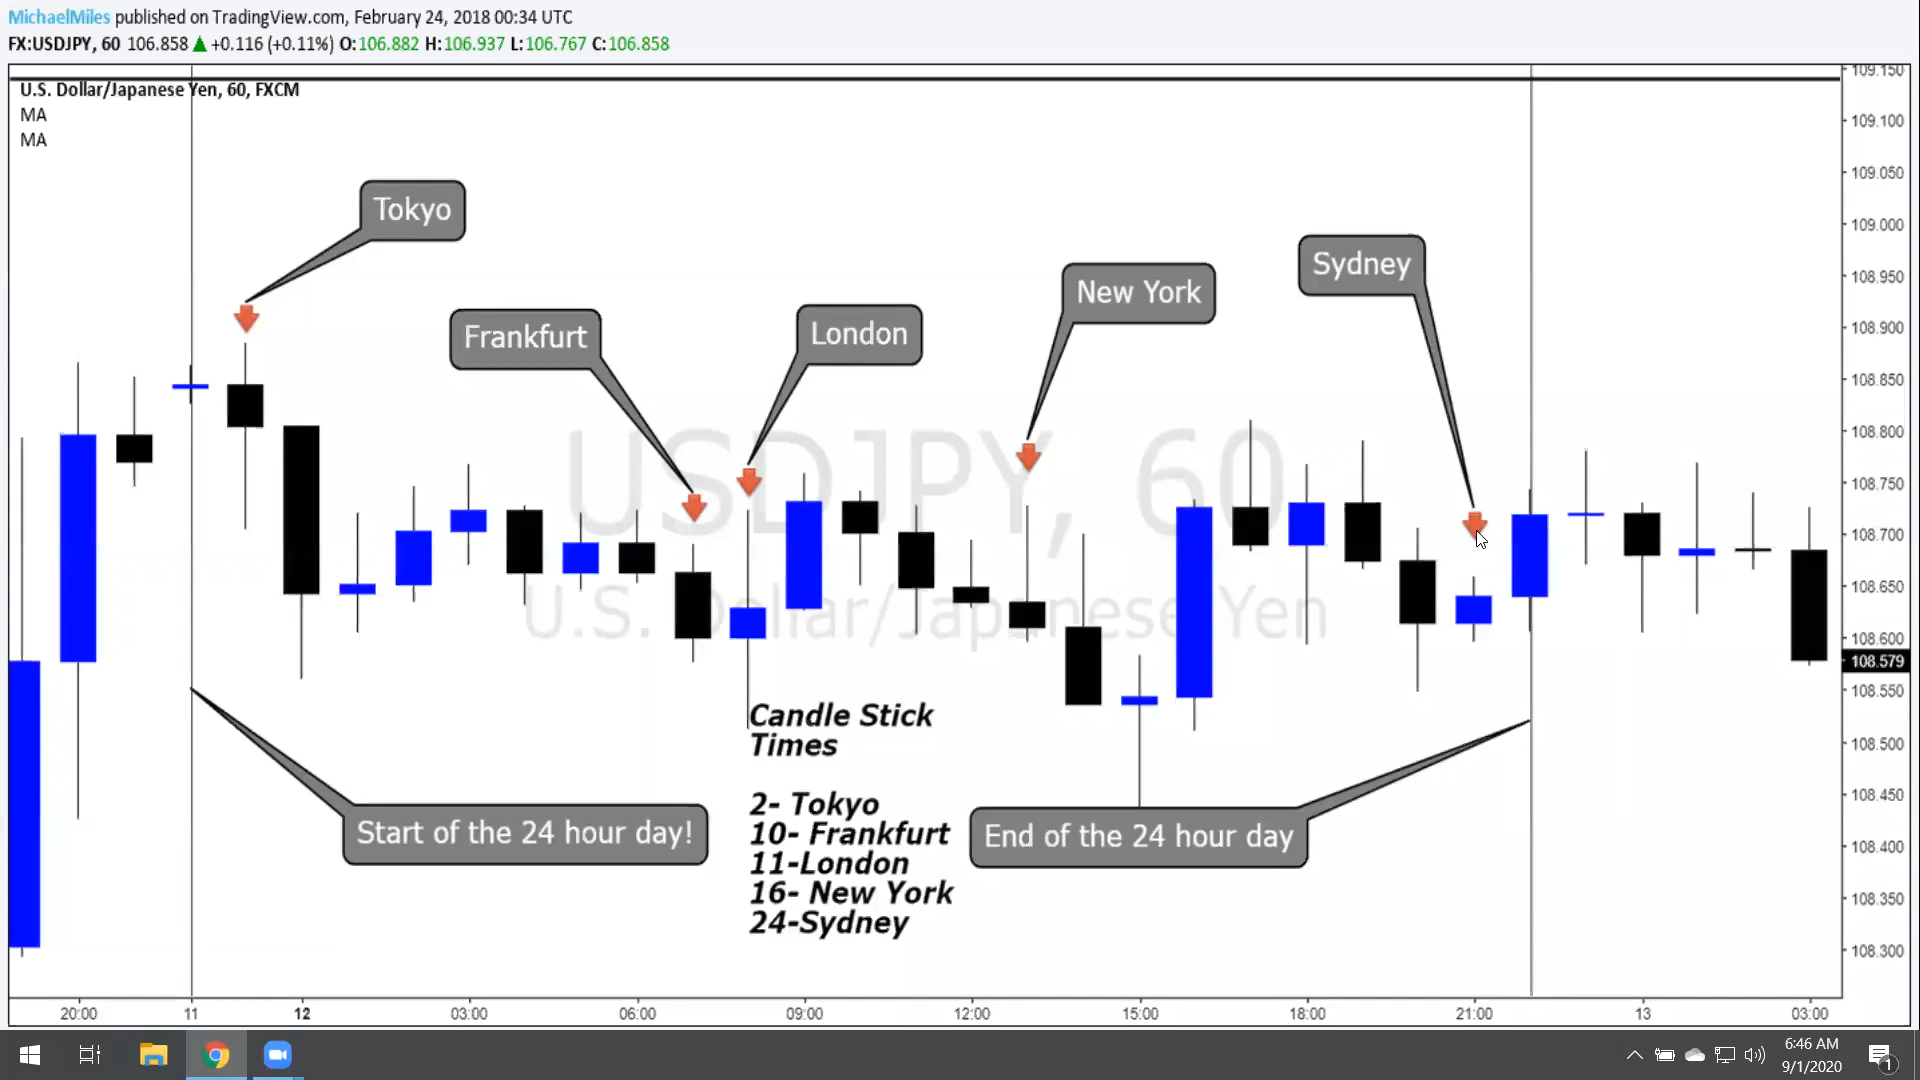 MichaelMiles published on TradingView.com, February 24, 2018 00:34 UTC
FX:USDJPY, 60 106.858 ▲ +0.116 (+0.11%) O:106.882 H:106.937 L:106.767 C:106.858
U.S. Dollar/Japanese Yen, 60, FXCM
MA
MA
109.150
109.100
109.050
109.000
108.950
108.900
108.850
108.800
108.750
108.700
108.650
108.600
108.579
108.550
108.500
108.450
108.400
108.350
108.300
Tokyo
Sydney
New York
Frankfurt
London
USDJPY, 60
U.S. Dollar/Japanese Yen
Candle Stick
Times
2- Tokyo
10- Frankfurt
11-London
16- New York
24-Sydney
Start of the 24 hour day!
End of the 24 hour day
20:00 11 12 03:00 06:00 09:00 12:00 15:00 18:00 21:00 13 03:00
6:46 AM
9/1/2020
1